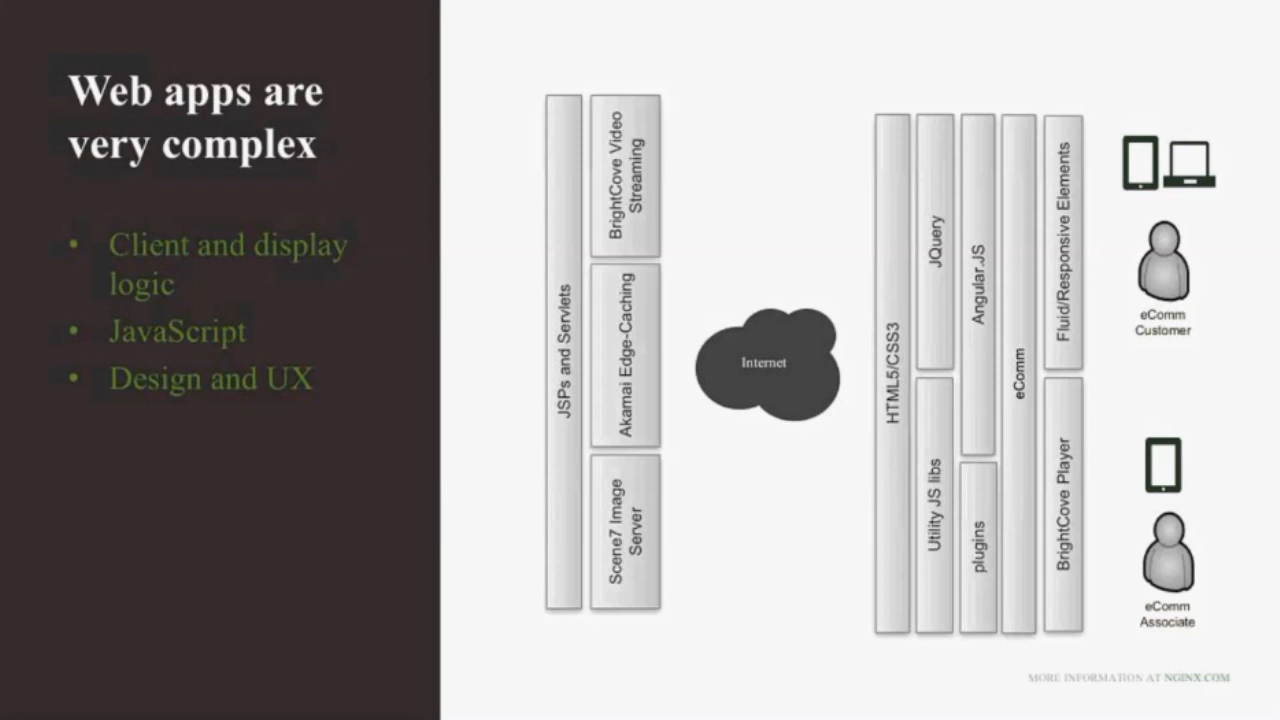 Web apps are
very complex
• Client and display
logic
• JavaScript
• Design and UX
JSPs and Servlets
BrightCove Video
Streaming
Akamai Edge-Caching
Scene7 Image
Server
Internet
HTML5/CSS3
JQuery
Utility JS libs
Angular.JS
plugins
eComm
Fluid/Responsive Elements
BrightCove Player
eComm
Customer
eComm
Associate
MORE INFORMATION AT NGINX.COM